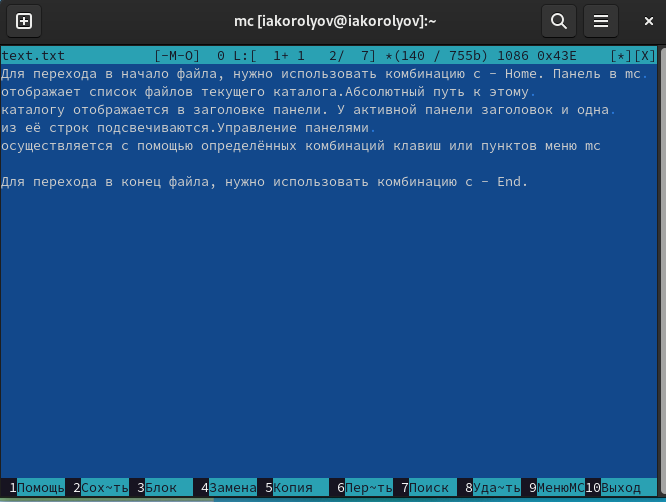 mc [iakorolyov@iakorolyov]:~
text.txt [-M-O] 0 L:[ 1+ 1 2/ 7] *(140 / 755b) 1086 0x43E [*][X]
Для перехода в начало файла, нужно использовать комбинацию c - Home. Панель в mc.
отображает список файлов текущего каталога.Абсолютный путь к этому.
каталогу отображается в заголовке панели. У активной панели заголовок и одна.
из её строк подсвечиваются.Управление панелями.
осуществляется с помощью определённых комбинаций клавиш или пунктов меню mc
Для перехода в конец файла, нужно использовать комбинацию c - End.
1Помощь 2Сох~ть 3Блок 4Замена 5Копия 6Пер~ть 7Поиск 8Уда~ть 9МенюMC 10Выход